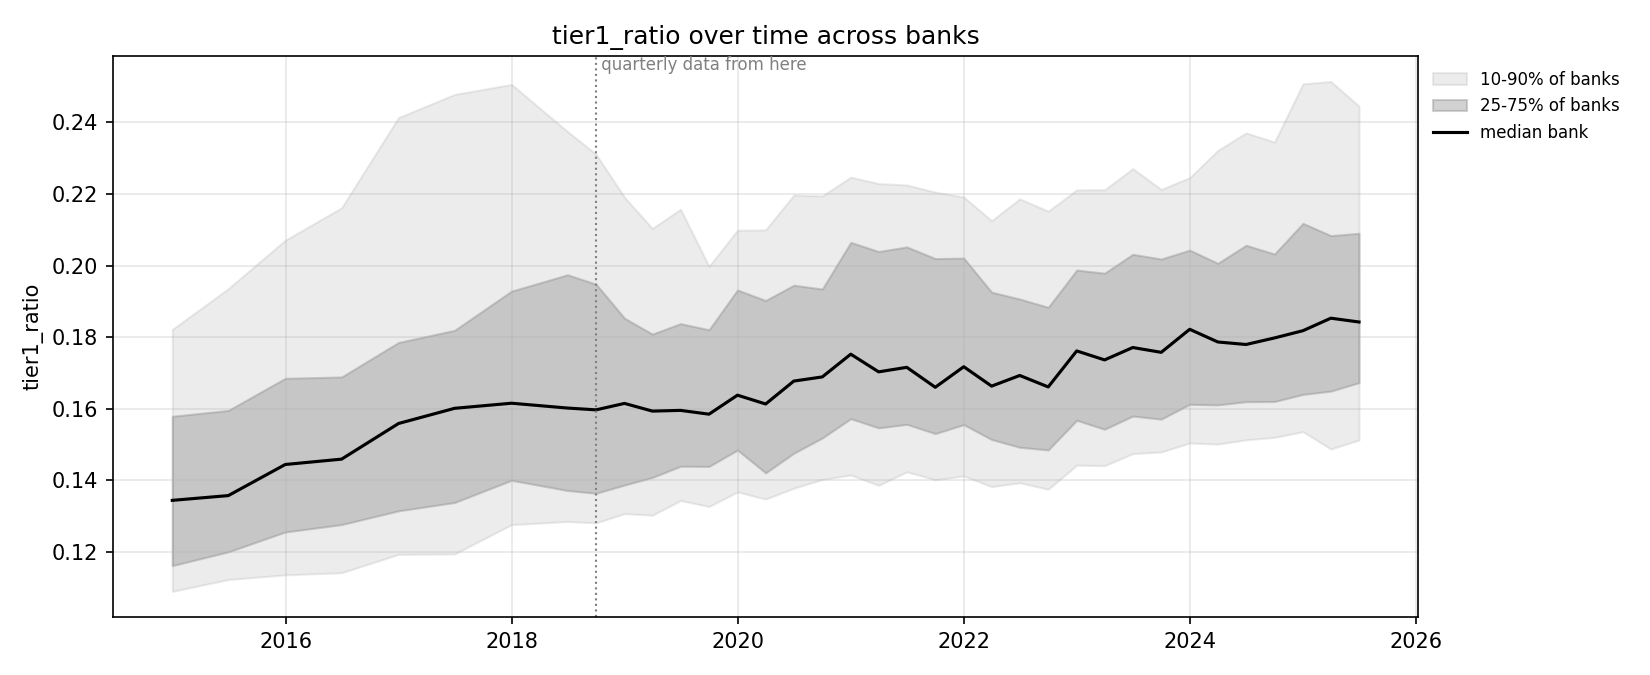 tier1_ratio over time across banks
quarterly data from here
10-90% of banks
25-75% of banks
median bank
tier1_ratio
0.24
0.22
0.20
0.18
0.16
0.14
0.12
2016
2018
2020
2022
2024
2026